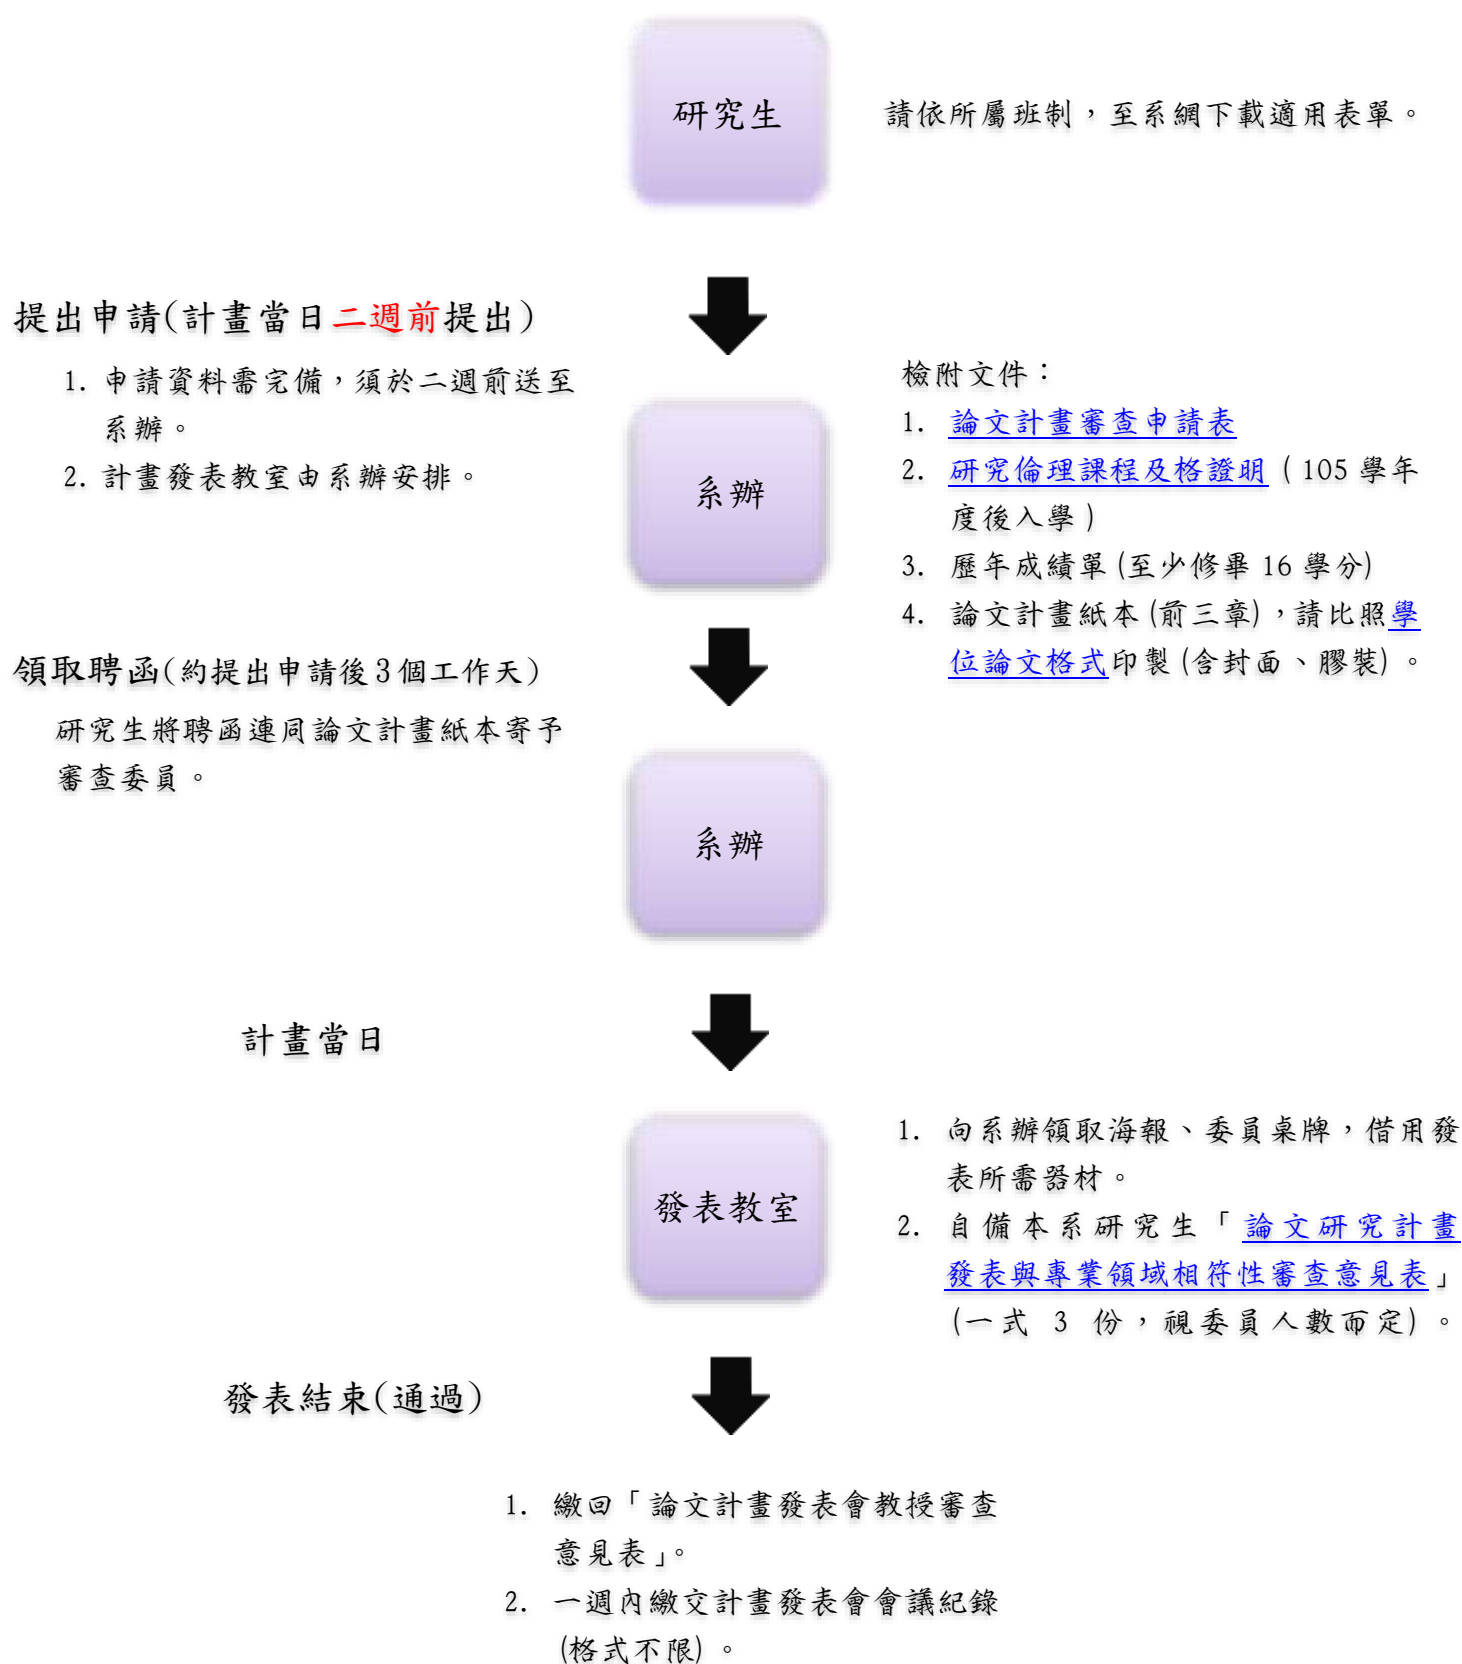 研究生
請依所屬班制，至系網下載適用表單。
提出申請(計畫當日二週前提出)
1. 申請資料需完備，須於二週前送至
系辦。
2. 計畫發表教室由系辦安排。
系辦
檢附文件：
1. 論文計畫審查申請表
2. 研究倫理課程及格證明（105 學年
度後入學）
3. 歷年成績單(至少修畢 16 學分)
4. 論文計畫紙本(前三章)，請比照學
位論文格式印製(含封面、膠裝)。
領取聘函(約提出申請後3個工作天)
研究生將聘函連同論文計畫紙本寄予
審查委員。
系辦
計畫當日
發表教室
1. 向系辦領取海報、委員桌牌，借用發
表所需器材。
2. 自備本系研究生「論文研究計畫
發表與專業領域相符性審查意見表」
(一式 3 份，視委員人數而定)。
發表結束(通過)
1. 繳回「論文計畫發表會教授審查
意見表」。
2. 一週內繳交計畫發表會會議紀錄
(格式不限)。